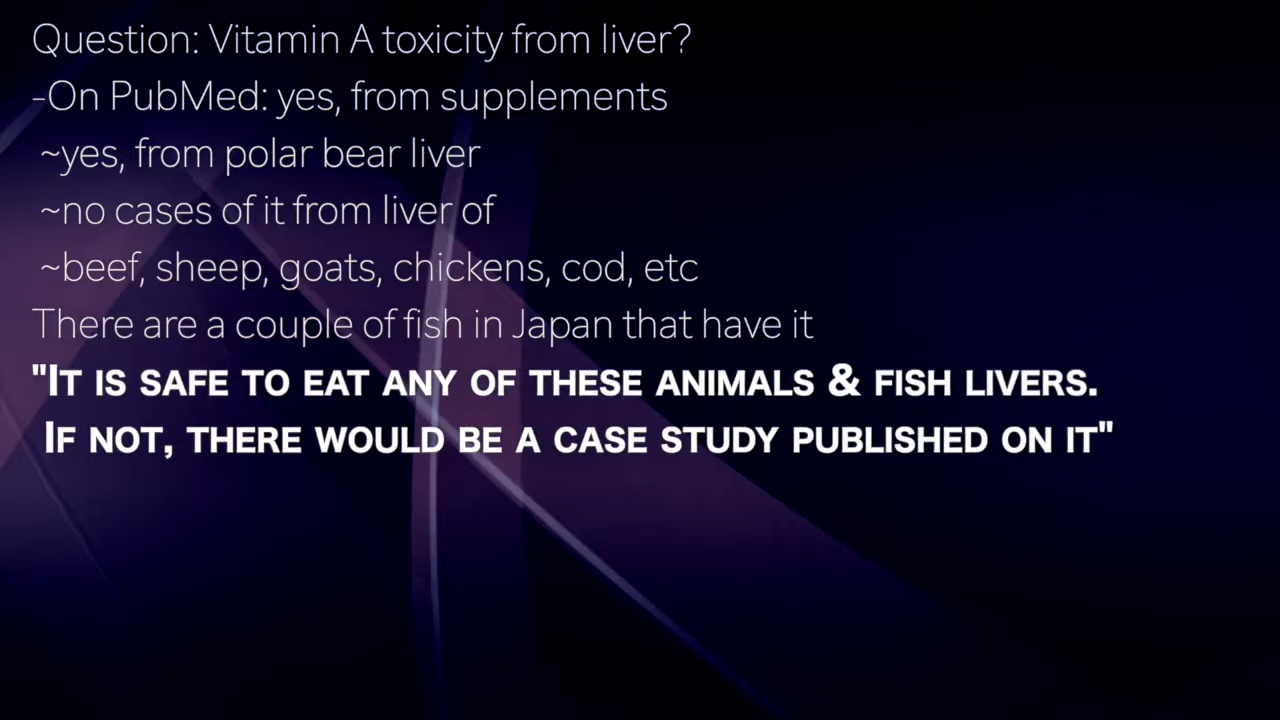 Question: Vitamin A toxicity from liver?
-On PubMed: yes, from supplements
~yes, from polar bear liver
~no cases of it from liver of
~beef, sheep, goats, chickens, cod, etc
There are a couple of fish in Japan that have it
"It is safe to eat any of these animals & fish livers.
If not, there would be a case study published on it"